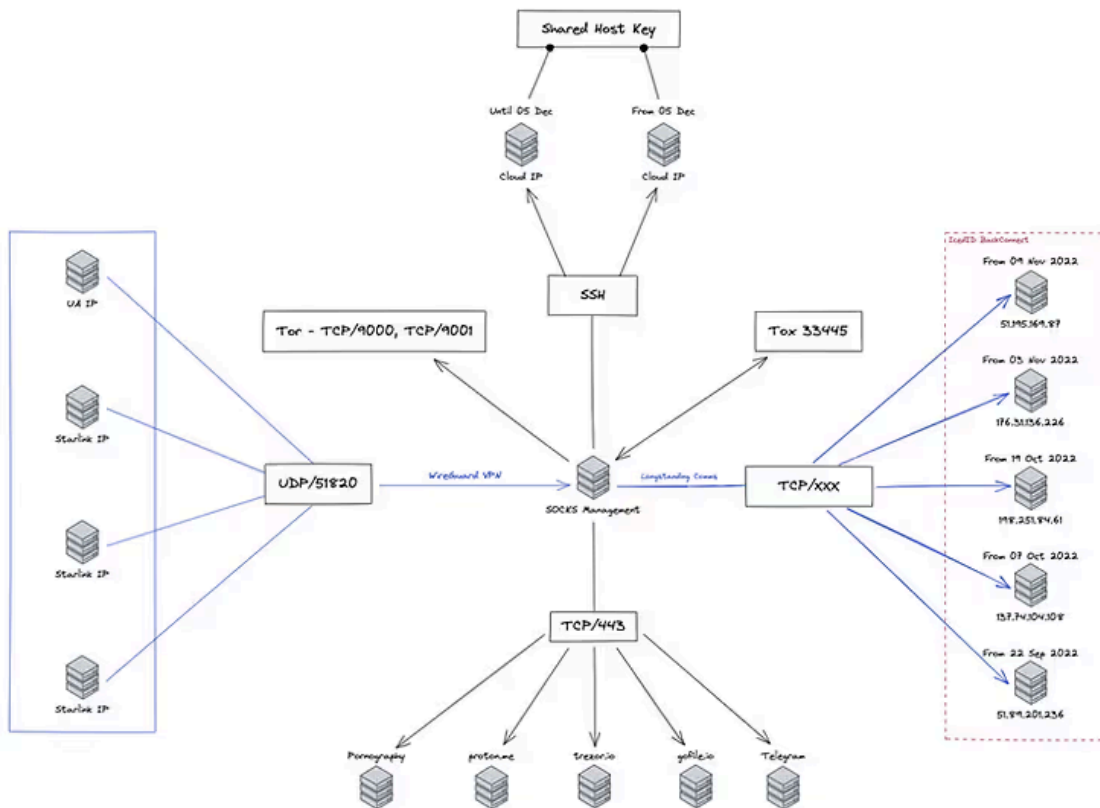 Shared Host Key
Until 05 Dec
From 05 Dec
Cloud IP
Cloud IP
SSH
IcedID BackConnect
From 09 Nov 2022
51.195.169.87
UA IP
Tor - TCP/9000, TCP/9001
Tox 33445
From 03 Nov 2022
176.31.136.226
Starlink IP
UDP/51820
WireGuard VPN
SOCKS Management
Longstanding Comms
TCP/XXX
From 19 Oct 2022
198.251.84.61
Starlink IP
From 07 Oct 2022
137.74.104.108
TCP/443
Starlink IP
From 22 Sep 2022
51.89.201.236
Pornography
proton.me
trezor.io
gofile.io
Telegram